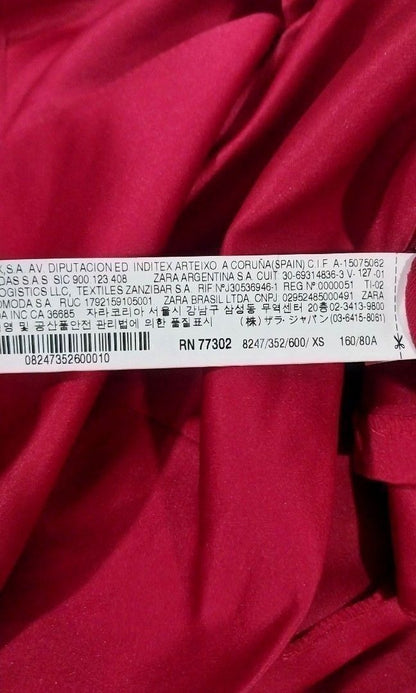 ,S.A. AV. DIPUTACION ED INDITEX ARTEIXO A CORUÑA(SPAIN) C.I.F. A-15075062
DAS S A S SIC 900.123.408 ZARA ARGENTINA S.A. CUIT 30-69314836-3 V- 127 -01
OGISTICS LLC, TEXTILES ZANZIBAR S.A. RIF NºJ30536946-1 REG Nº 0000051 TI-02
OMODA S.A. RUC 1792159105001 ZARA BRASIL LTDA. CNPJ. 02952485000491 ZARA
DA INC CA 36685 자라코리아 서울시 강남구 삼성동 무역센터 20층 02-3413-9800
영 및 공산품안전 관리법에 의한 품질표시 (株) ザラ・ジャパン(03-6415-8061)
08247352600010 RN 77302 8247/352/600/ XS 160/80A